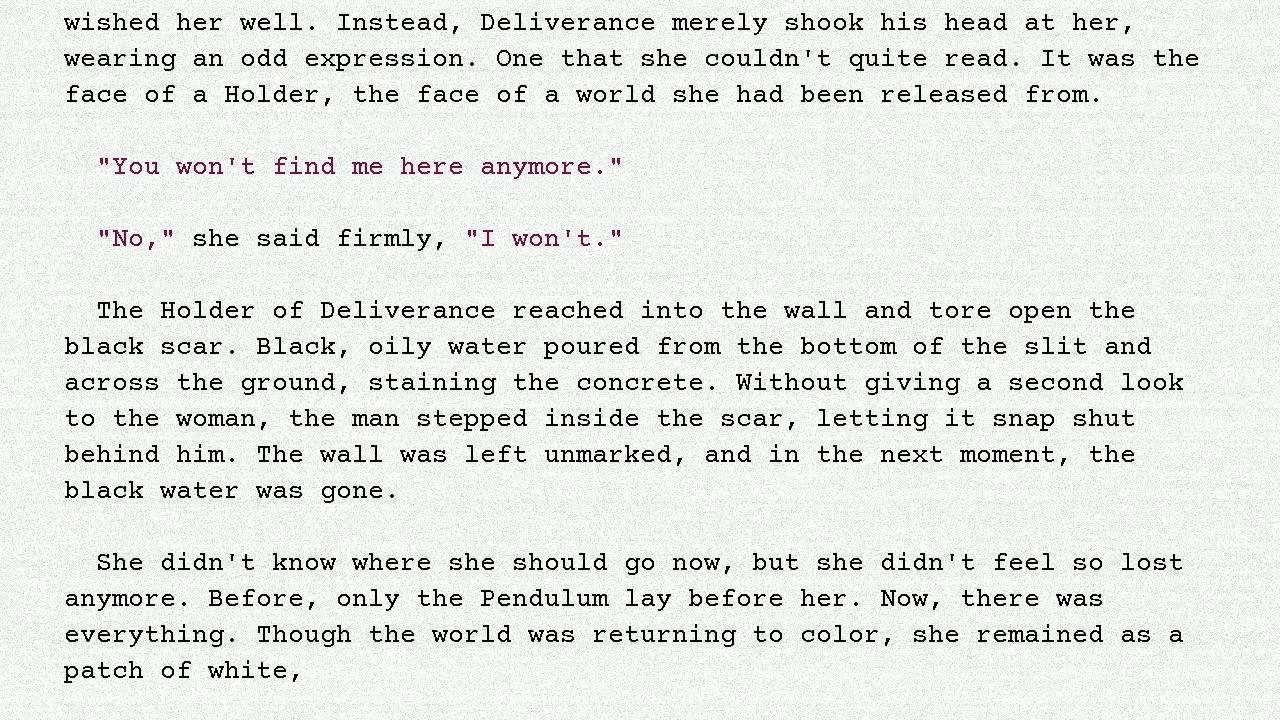 wished her well. Instead, Deliverance merely shook his head at her,
wearing an odd expression. One that she couldn't quite read. It was the
face of a Holder, the face of a world she had been released from.
"You won't find me here anymore."
"No," she said firmly, "I won't."
The Holder of Deliverance reached into the wall and tore open the
black scar. Black, oily water poured from the bottom of the slit and
across the ground, staining the concrete. Without giving a second look
to the woman, the man stepped inside the scar, letting it snap shut
behind him. The wall was left unmarked, and in the next moment, the
black water was gone.
She didn't know where she should go now, but she didn't feel so lost
anymore. Before, only the Pendulum lay before her. Now, there was
everything. Though the world was returning to color, she remained as a
patch of white,